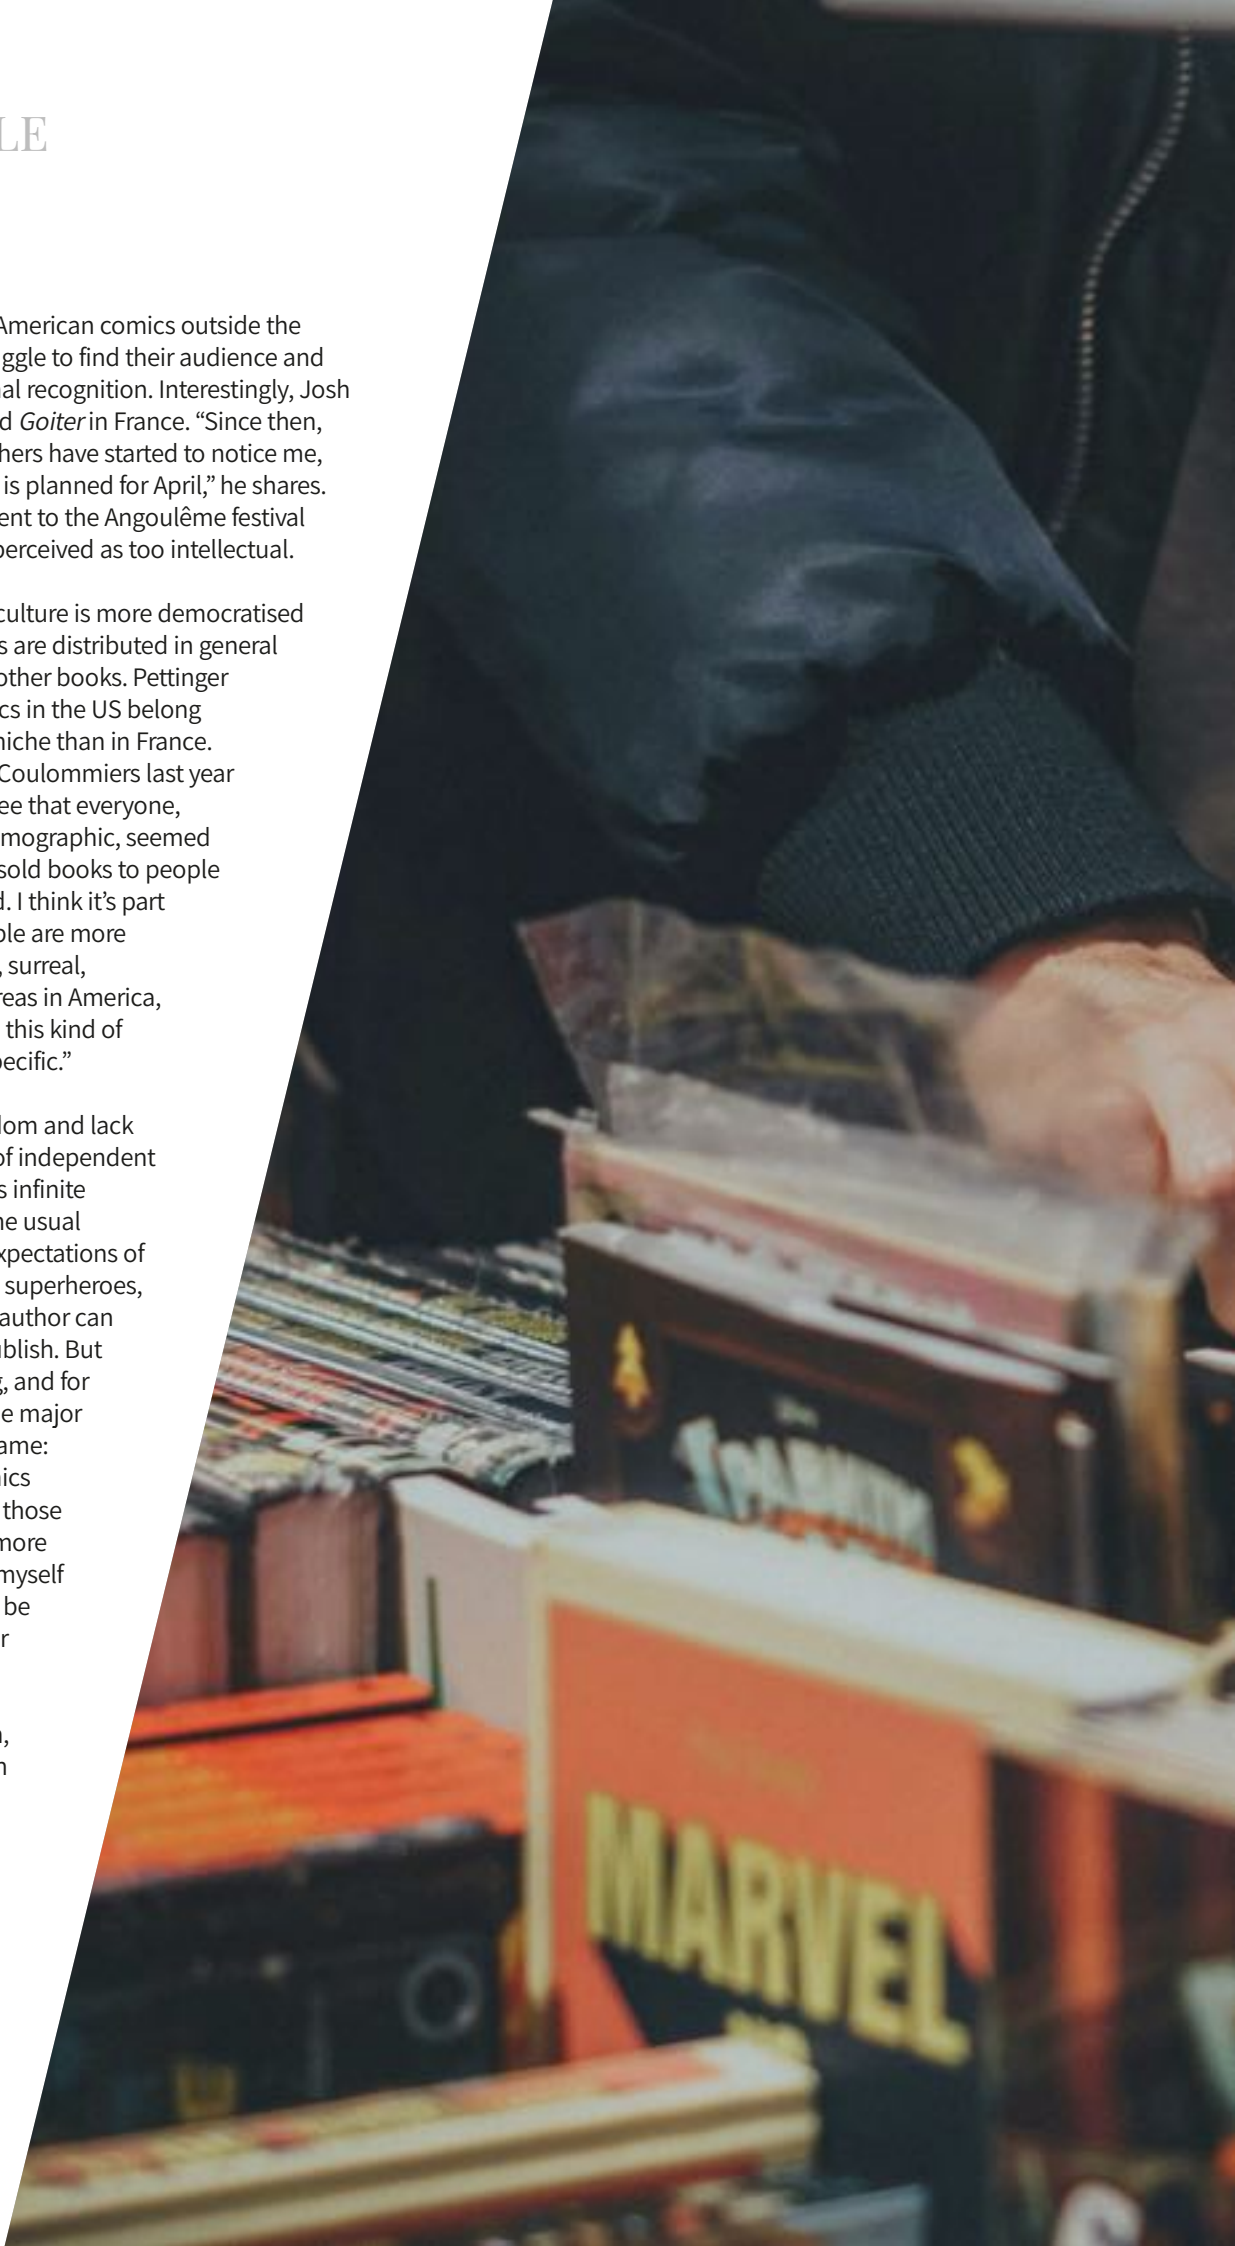 LE
American comics outside the
ggle to find their audience and
al recognition. Interestingly, Josh
d Goiter in France. “Since then,
hers have started to notice me,
is planned for April,” he shares.
ent to the Angoulême festival
perceived as too intellectual.
culture is more democratised
s are distributed in general
other books. Pettinger
cs in the US belong
niche than in France.
Coulommiers last year
ee that everyone,
mographic, seemed
sold books to people
d. I think it’s part
ple are more
, surreal,
reas in America,
this kind of
pecific.”
dom and lack
of independent
s infinite
he usual
xpectations of
superheroes,
author can
ublish. But
g, and for
e major
ame:
nics
those
more
myself
be
r
n,
n
MARVEL